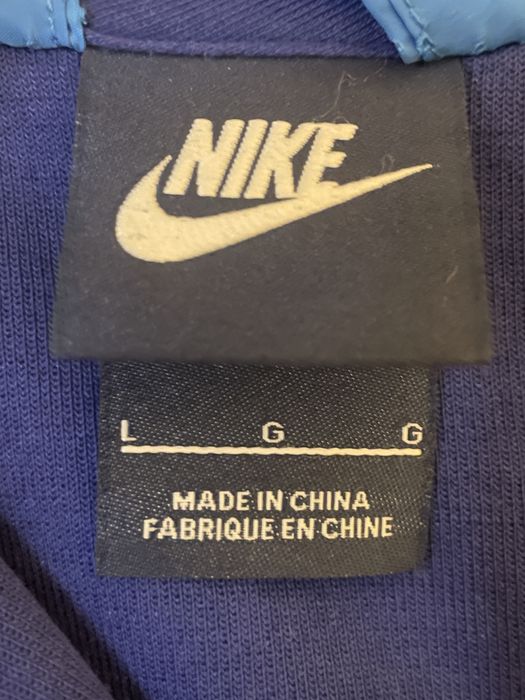 NIKE
L G G
MADE IN CHINA
FABRIQUE EN CHINE